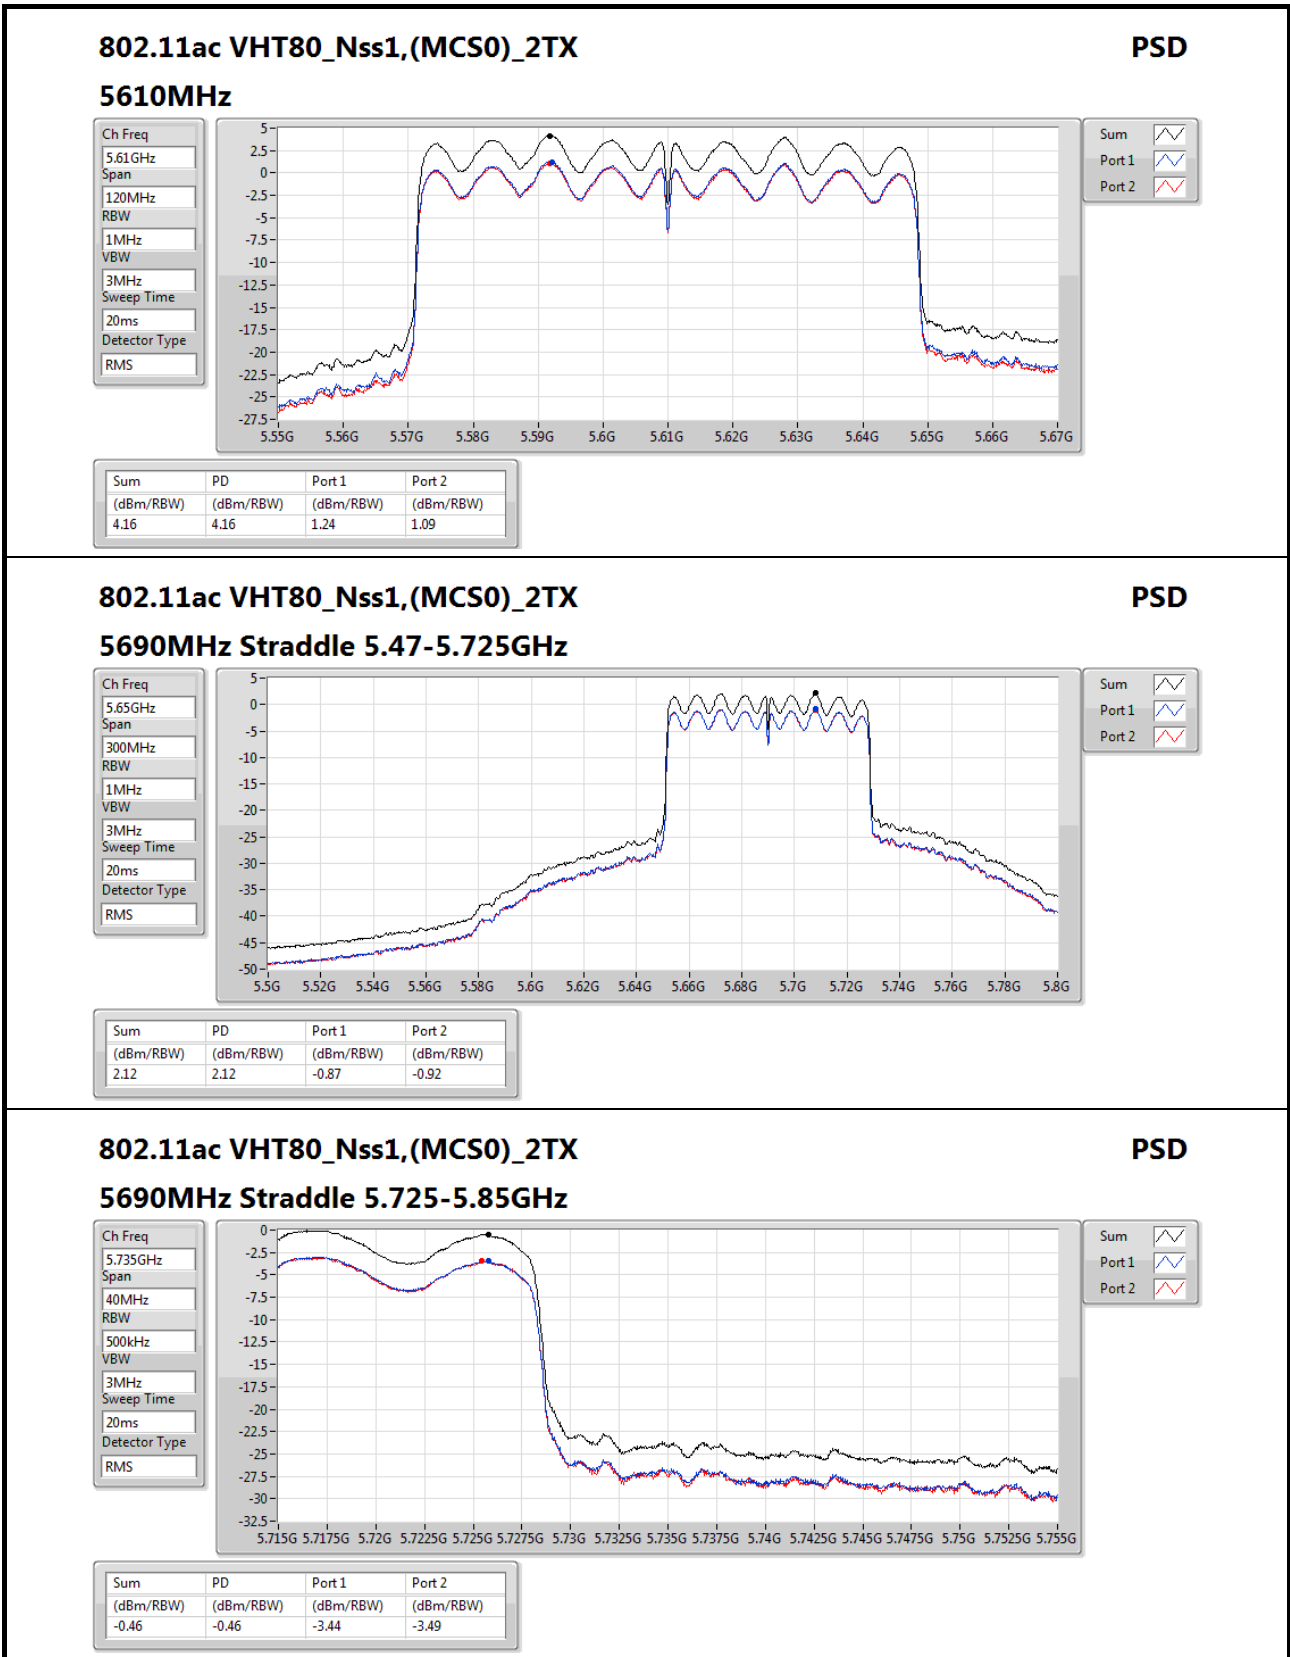 802.11ac VHT80_Nss1,(MCS0)_2TX PSD
5610MHz
Ch Freq
5.61GHz
Span
120MHz
RBW
1MHz
VBW
3MHz
Sweep Time
20ms
Detector Type
RMS
5
2.5
0
-2.5
-5
-7.5
-10
-12.5
-15
-17.5
-20
-22.5
-25
-27.5
5.55G 5.56G 5.57G 5.58G 5.59G 5.6G 5.61G 5.62G 5.63G 5.64G 5.65G 5.66G 5.67G
Sum
Port 1
Port 2
Sum PD Port 1 Port 2
(dBm/RBW) (dBm/RBW) (dBm/RBW) (dBm/RBW)
4.16 4.16 1.24 1.09
802.11ac VHT80_Nss1,(MCS0)_2TX PSD
5690MHz Straddle 5.47-5.725GHz
Ch Freq
5.65GHz
Span
300MHz
RBW
1MHz
VBW
3MHz
Sweep Time
20ms
Detector Type
RMS
5
0
-5
-10
-15
-20
-25
-30
-35
-40
-45
-50
5.5G 5.52G 5.54G 5.56G 5.58G 5.6G 5.62G 5.64G 5.66G 5.68G 5.7G 5.72G 5.74G 5.76G 5.78G 5.8G
Sum
Port 1
Port 2
Sum PD Port 1 Port 2
(dBm/RBW) (dBm/RBW) (dBm/RBW) (dBm/RBW)
2.12 2.12 -0.87 -0.92
802.11ac VHT80_Nss1,(MCS0)_2TX PSD
5690MHz Straddle 5.725-5.85GHz
Ch Freq
5.735GHz
Span
40MHz
RBW
500kHz
VBW
3MHz
Sweep Time
20ms
Detector Type
RMS
0
-2.5
-5
-7.5
-10
-12.5
-15
-17.5
-20
-22.5
-25
-27.5
-30
-32.5
5.715G 5.7175G 5.72G 5.7225G 5.725G 5.7275G 5.73G 5.7325G 5.735G 5.7375G 5.74G 5.7425G 5.745G 5.7475G 5.75G 5.7525G 5.755G
Sum
Port 1
Port 2
Sum PD Port 1 Port 2
(dBm/RBW) (dBm/RBW) (dBm/RBW) (dBm/RBW)
-0.46 -0.46 -3.44 -3.49